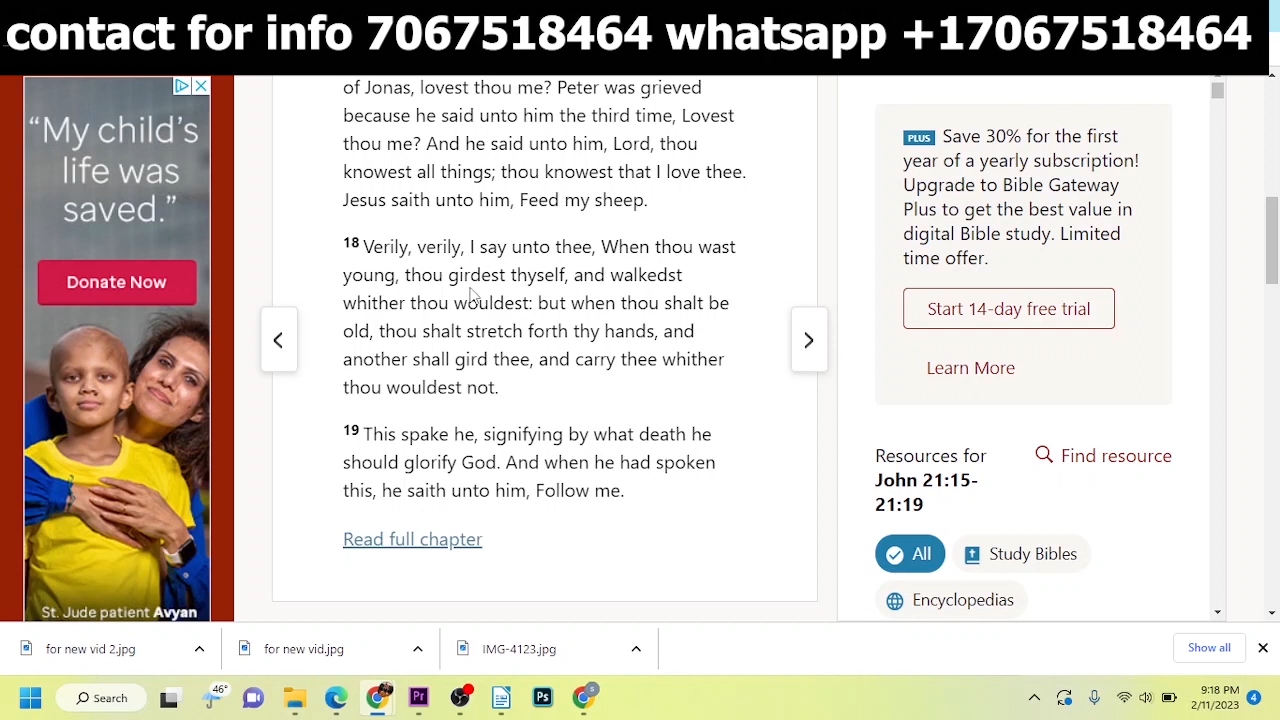 contact for info 7067518464 whatsapp +17067518464
“My child’s
life was
saved.”
Donate Now
St. Jude patient Avyan
of Jonas, lovest thou me? Peter was grieved
because he said unto him the third time, Lovest
thou me? And he said unto him, Lord, thou
knowest all things; thou knowest that I love thee.
Jesus saith unto him, Feed my sheep.
18 Verily, verily, I say unto thee, When thou wast
young, thou girdest thyself, and walkedst
whither thou wouldest: but when thou shalt be
old, thou shalt stretch forth thy hands, and
another shall gird thee, and carry thee whither
thou wouldest not.
19 This spake he, signifying by what death he
should glorify God. And when he had spoken
this, he saith unto him, Follow me.
Read full chapter
PLUS Save 30% for the first
year of a yearly subscription!
Upgrade to Bible Gateway
Plus to get the best value in
digital Bible study. Limited
time offer.
Start 14-day free trial
Learn More
Resources for
John 21:15-
21:19
Find resource
All
Study Bibles
Encyclopedias
for new vid 2.jpg
for new vid.jpg
IMG-4123.jpg
Show all
Search
46°
Pr
Ps
S
9:18 PM
2/11/2023
4